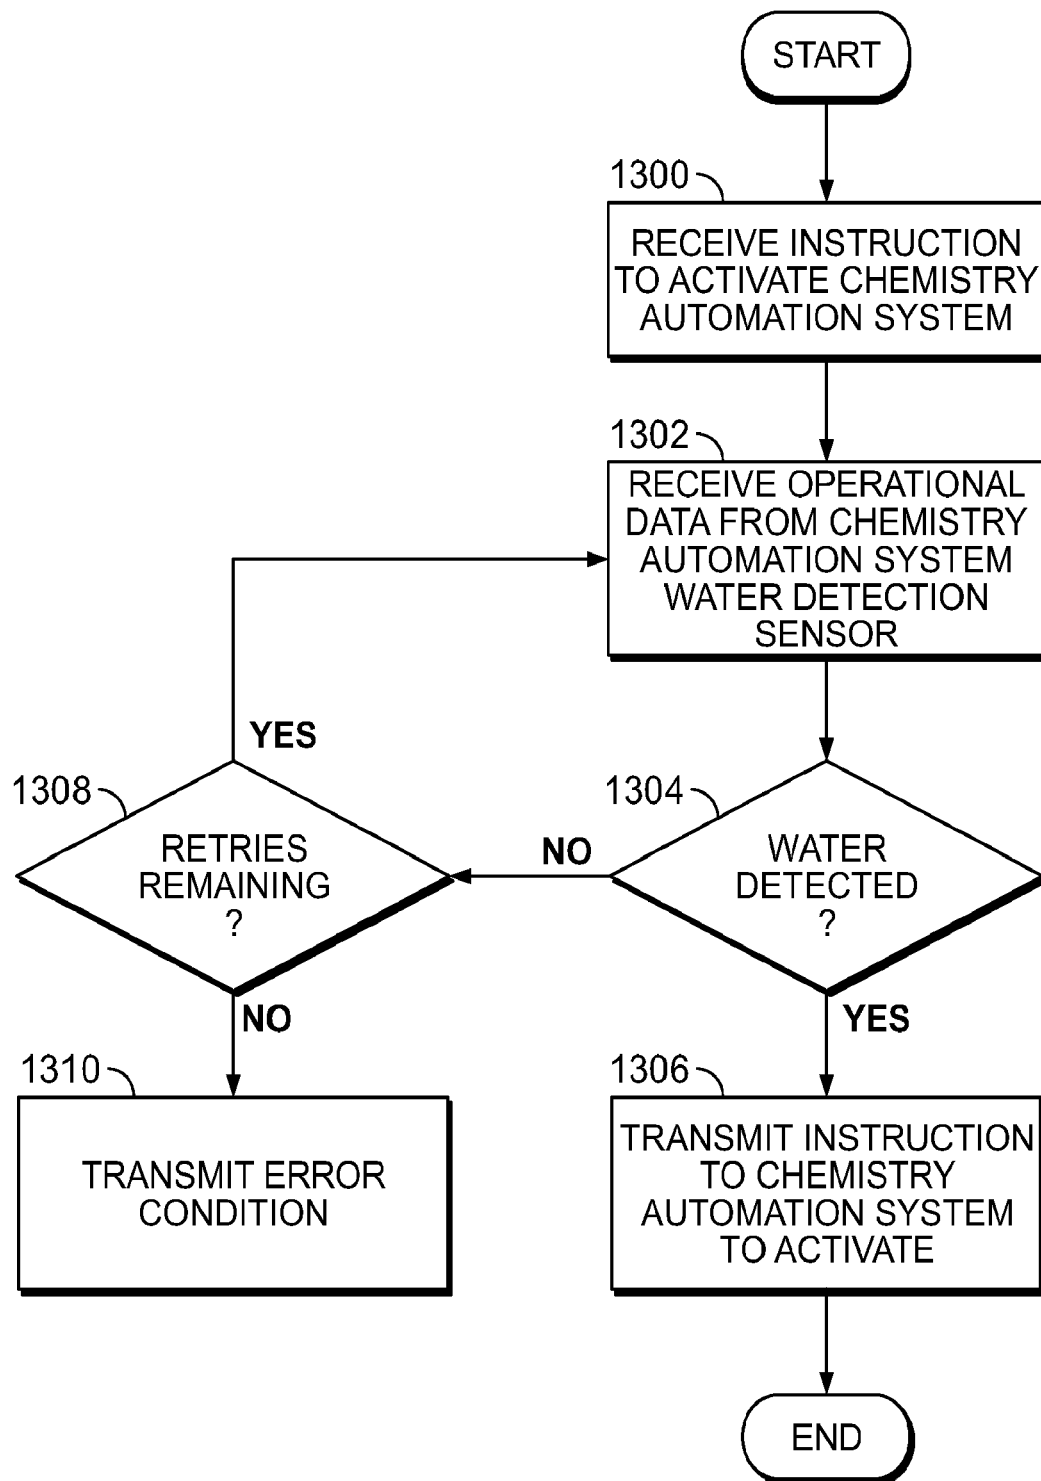 START
1300
RECEIVE INSTRUCTION
TO ACTIVATE CHEMISTRY
AUTOMATION SYSTEM
1302
RECEIVE OPERATIONAL
DATA FROM CHEMISTRY
AUTOMATION SYSTEM
WATER DETECTION
SENSOR
YES
1308
RETRIES
REMAINING
?
NO
1304
WATER
DETECTED
?
NO
YES
1310
TRANSMIT ERROR
CONDITION
1306
TRANSMIT INSTRUCTION
TO CHEMISTRY
AUTOMATION SYSTEM
TO ACTIVATE
END